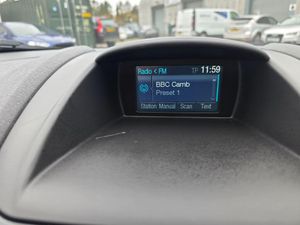 Radio < FM TP 11:59
BBC Camb
Preset 1
Station Manual Scan Text